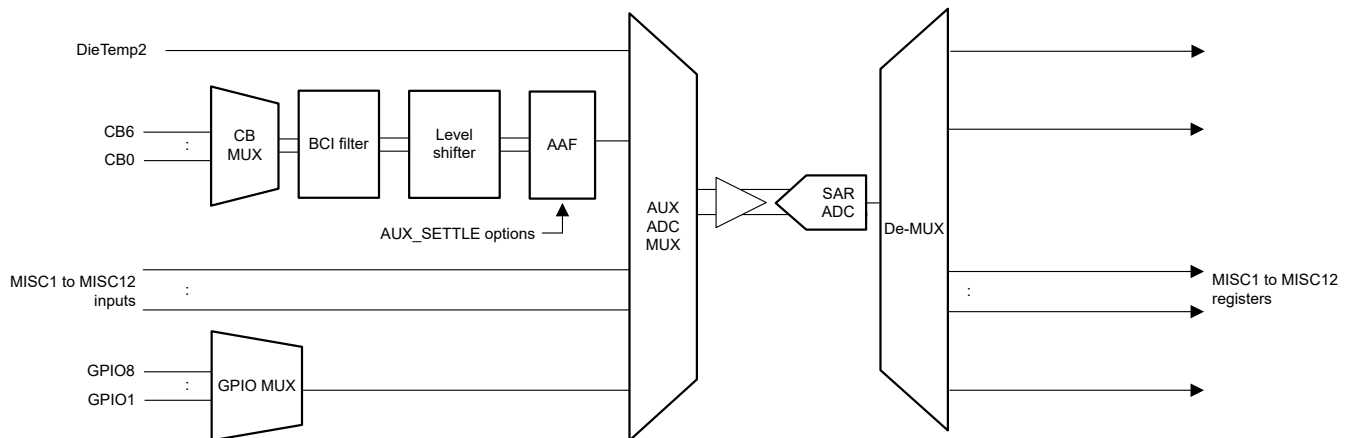 DieTemp2
CB6
:
CB0
CB
MUX
BCI filter
Level
shifter
AAF
AUX_SETTLE options
MISC1 to MISC12
inputs
:
GPIO8
:
GPIO1
GPIO MUX
AUX
ADC
MUX
SAR
ADC
De-MUX
:
MISC1 to MISC12
registers